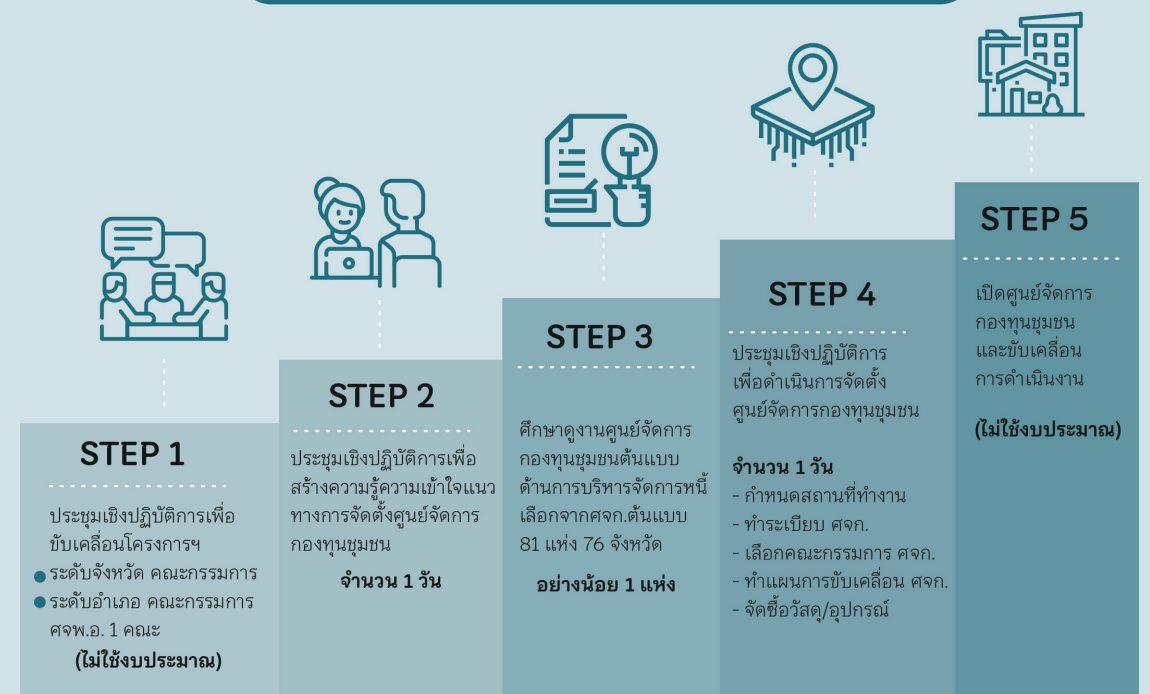 STEP 1
ประชุมเชิงปฏิบัติการเพื่อ
ขับเคลื่อนโครงการฯ
ระดับจังหวัด คณะกรรมการ
ระดับอำเภอ คณะกรรมการ
ศจพ.อ. 1 คณะ
(ไม่ใช้งบประมาณ)
STEP 2
ประชุมเชิงปฏิบัติการเพื่อ
สร้างความรู้ความเข้าใจแนว
ทางการจัดตั้งศูนย์จัดการ
กองทุนชุมชน
จำนวน 1 วัน
STEP 3
ศึกษาดูงานศูนย์จัดการ
กองทุนชุมชนต้นแบบ
ด้านการบริหารจัดการหนี้
เลือกจากศจก.ต้นแบบ
81 แห่ง 76 จังหวัด
อย่างน้อย 1 แห่ง
STEP 4
ประชุมเชิงปฏิบัติการ
เพื่อดำเนินการจัดตั้ง
ศูนย์จัดการกองทุนชุมชน
จำนวน 1 วัน
- กำหนดสถานที่ทำงาน
- ทำระเบียบ ศจก.
- เลือกคณะกรรมการ ศจก.
- ทำแผนการขับเคลื่อน ศจก.
- จัดซื้อวัสดุ/อุปกรณ์
STEP 5
เปิดศูนย์จัดการ
กองทุนชุมชน
และขับเคลื่อน
การดำเนินงาน
(ไม่ใช้งบประมาณ)